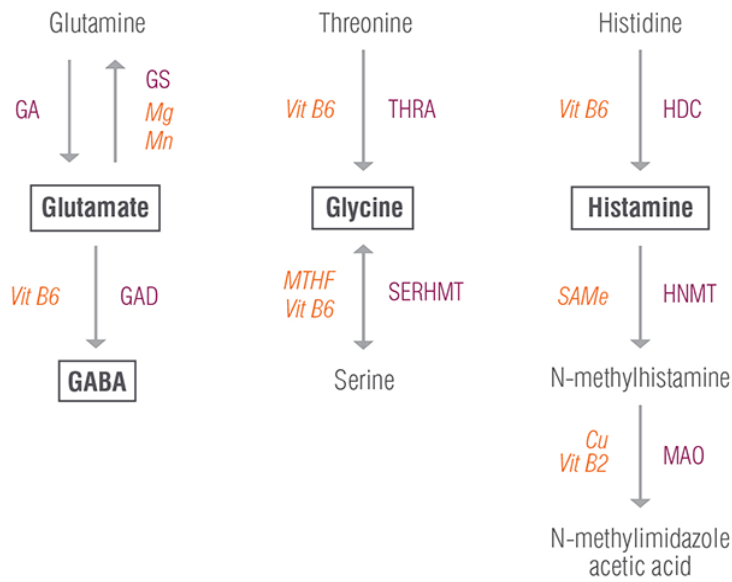 Glutamine
GA
GS
Mg
Mn
Glutamate
Vit B6
GAD
GABA
Threonine
Vit B6
THRA
Glycine
MTHF
Vit B6
SERHMT
Serine
Histidine
Vit B6
HDC
Histamine
SAMe
HNMT
N-methylhistamine
Cu
Vit B2
MAO
N-methylimidazole
acetic acid